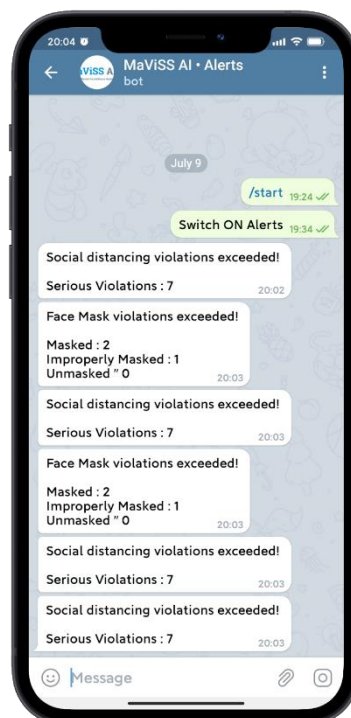 20:04
ViSS A
MaViSS AI • Alerts
bot
July 9
/start 19:24
Switch ON Alerts 19:34
Social distancing violations exceeded!
Serious Violations : 7 20:02
Face Mask violations exceeded!
Masked : 2
Improperly Masked : 1
Unmasked " 0 20:03
Social distancing violations exceeded!
Serious Violations : 7 20:03
Face Mask violations exceeded!
Masked : 2
Improperly Masked : 1
Unmasked " 0 20:03
Social distancing violations exceeded!
Serious Violations : 7 20:03
Social distancing violations exceeded!
Serious Violations : 7 20:03
Message